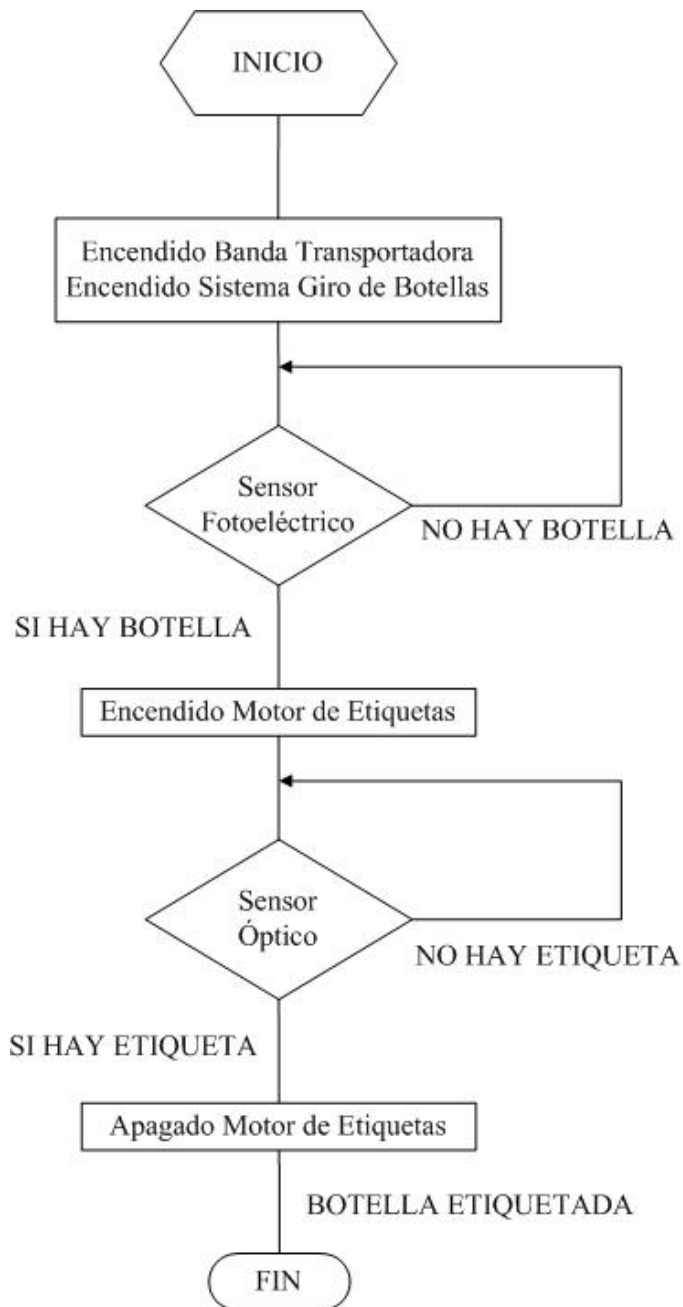 INICIO
Encendido Banda Transportadora
Encendido Sistema Giro de Botellas
Sensor
Fotoeléctrico
NO HAY BOTELLA
SI HAY BOTELLA
Encendido Motor de Etiquetas
Sensor
Óptico
NO HAY ETIQUETA
SI HAY ETIQUETA
Apagado Motor de Etiquetas
BOTELLA ETIQUETADA
FIN